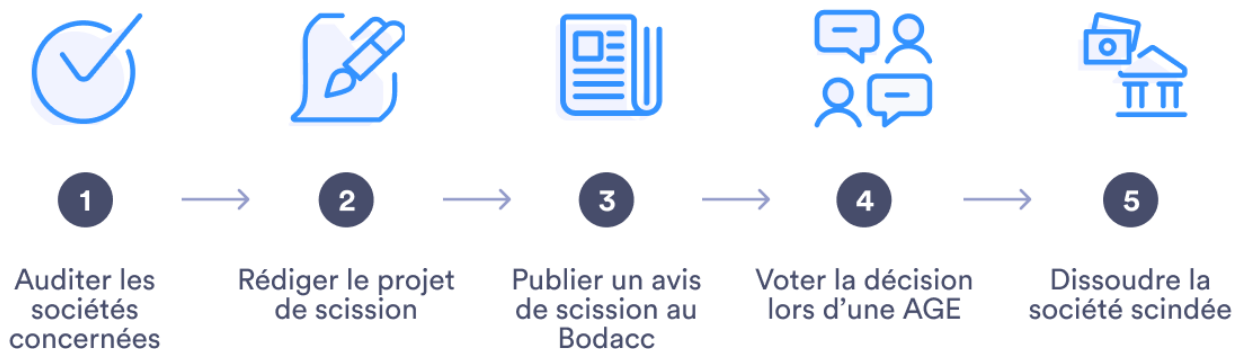 1
2
3
4
5
Auditer les
sociétés
concernées
Rédiger le projet
de scission
Publier un avis
de scission au
Bodacc
Voter la décision
lors d’une AGE
Dissoudre la
société scindée